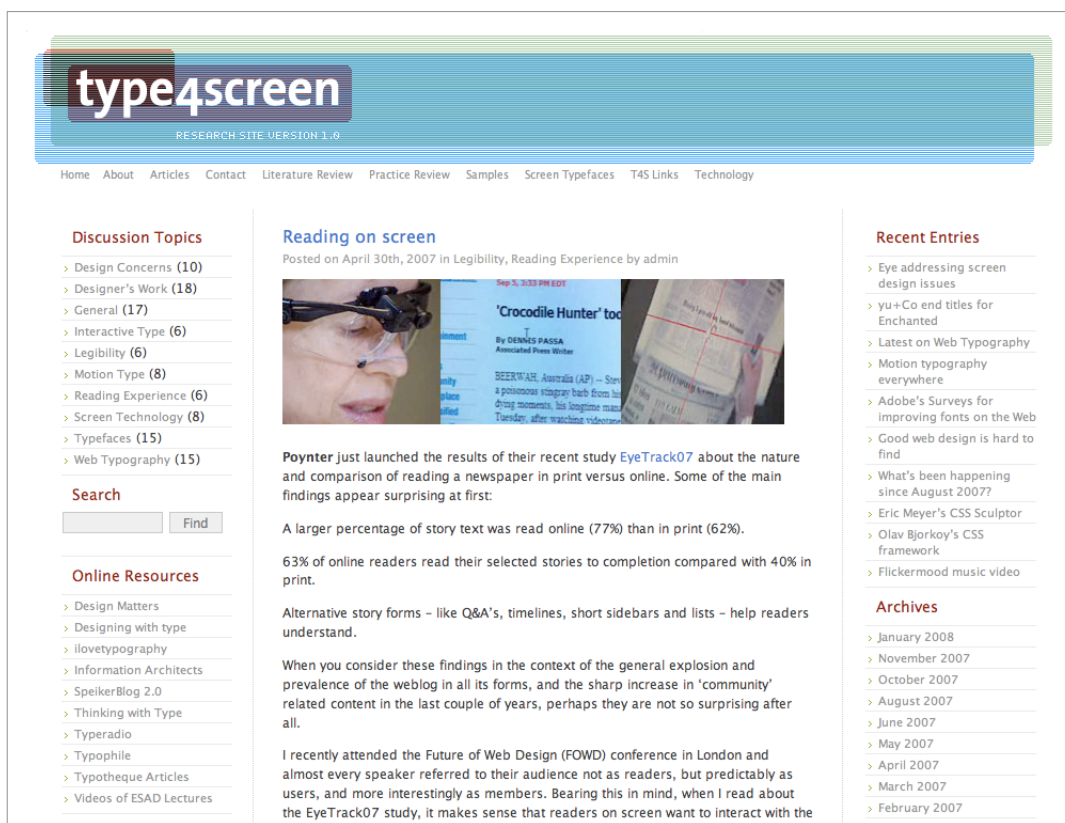 type4screen
RESEARCH SITE VERSION 1.0
Home About Articles Contact Literature Review Practice Review Samples Screen Typefaces T4S Links Technology
Discussion Topics
› Design Concerns (10)
› Designer's Work (18)
› General (17)
› Interactive Type (6)
› Legibility (6)
› Motion Type (8)
› Reading Experience (6)
› Screen Technology (8)
› Typefaces (15)
› Web Typography (15)
Search
Find
Online Resources
› Design Matters
› Designing with type
› ilovetypography
› Information Architects
› SpeikerBlog 2.0
› Thinking with Type
› Typeradio
› Typophile
› Typotheque Articles
› Videos of ESAD Lectures
Reading on screen
Posted on April 30th, 2007 in Legibility, Reading Experience by admin
Sep 5, 3:33 PM EDT
'Crocodile Hunter' too
By DENNIS PASSA
Associated Press Writer
BEERWAH, Australia (AP) -- Stev
a poisonous stingray barb from his
dying moments, his longtime mana
Tuesday, after watching videotape
Poynter just launched the results of their recent study EyeTrack07 about the nature
and comparison of reading a newspaper in print versus online. Some of the main
findings appear surprising at first:
A larger percentage of story text was read online (77%) than in print (62%).
63% of online readers read their selected stories to completion compared with 40% in
print.
Alternative story forms – like Q&A's, timelines, short sidebars and lists – help readers
understand.
When you consider these findings in the context of the general explosion and
prevalence of the weblog in all its forms, and the sharp increase in 'community'
related content in the last couple of years, perhaps they are not so surprising after
all.
I recently attended the Future of Web Design (FOWD) conference in London and
almost every speaker referred to their audience not as readers, but predictably as
users, and more interestingly as members. Bearing this in mind, when I read about
the EyeTrack07 study, it makes sense that readers on screen want to interact with the
Recent Entries
› Eye addressing screen
design issues
› yu+Co end titles for
Enchanted
› Latest on Web Typography
› Motion typography
everywhere
› Adobe's Surveys for
improving fonts on the Web
› Good web design is hard to
find
› What's been happening
since August 2007?
› Eric Meyer's CSS Sculptor
› Olav Bjorkoy's CSS
framework
› Flickermood music video
Archives
› January 2008
› November 2007
› October 2007
› August 2007
› June 2007
› May 2007
› April 2007
› March 2007
› February 2007